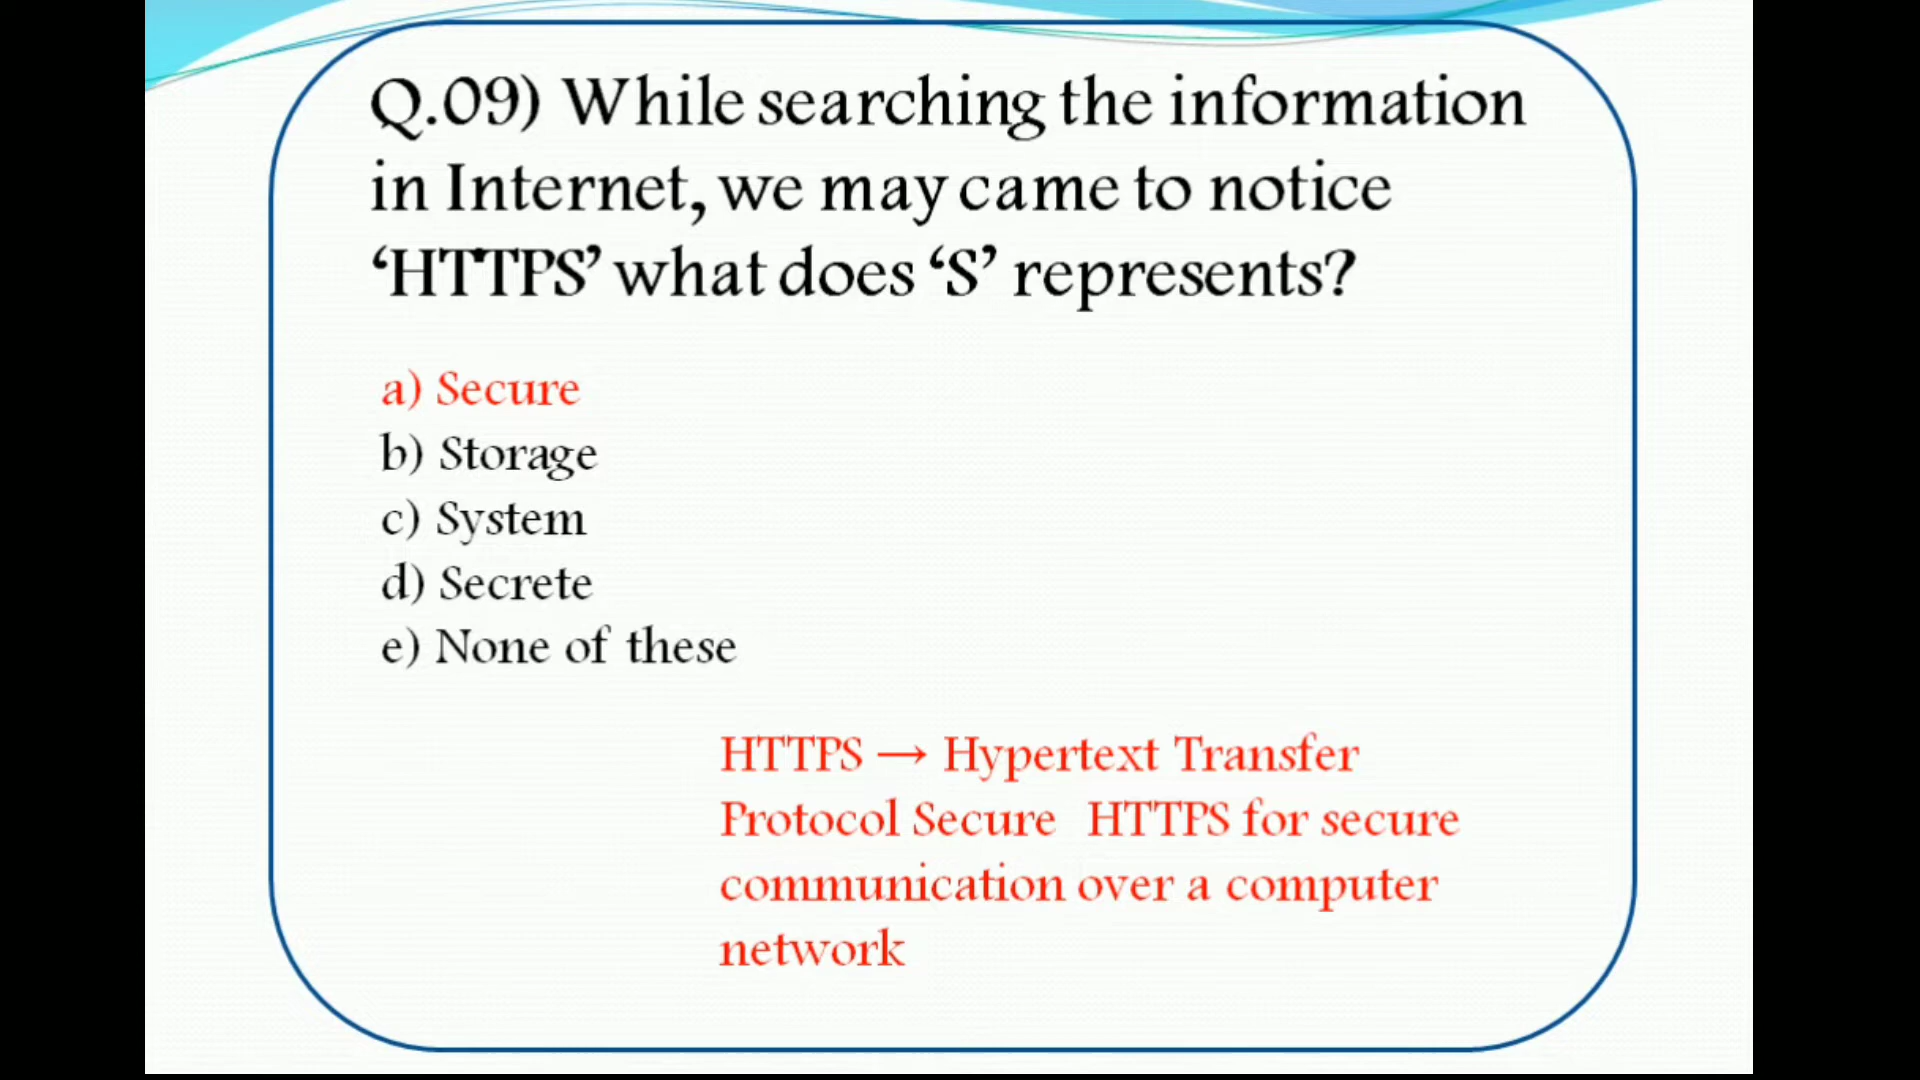 Q.09) While searching the information
in Internet, we may came to notice
‘HTTPS’ what does ‘S’ represents?
a) Secure
b) Storage
c) System
d) Secrete
e) None of these
HTTPS → Hypertext Transfer
Protocol Secure HTTPS for secure
communication over a computer
network